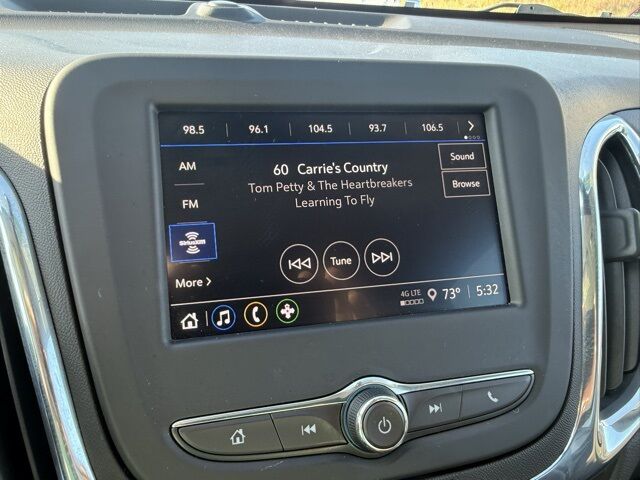 98.5 96.1 104.5 93.7 106.5
AM
60 Carrie's Country
Sound
Tom Petty & The Heartbreakers
Browse
FM
Learning To Fly
SiriusXM
Tune
More
4G LTE
73° 5:32